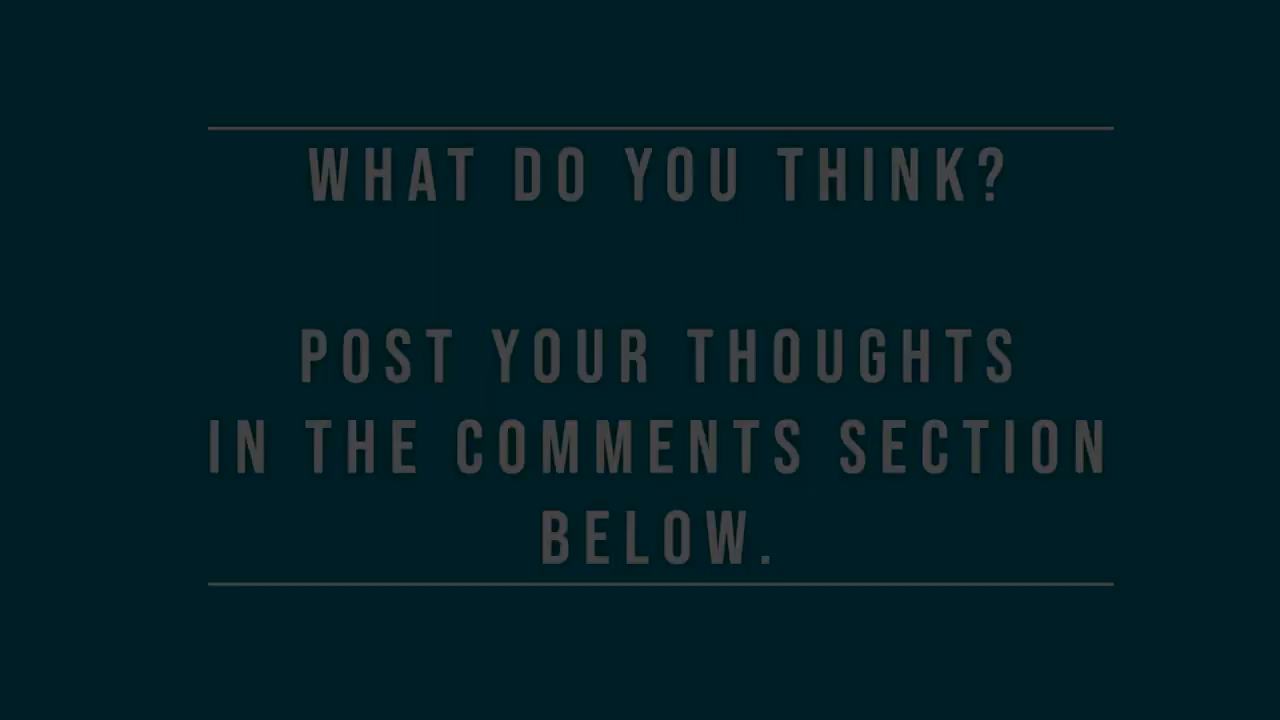 WHAT DO YOU THINK?
POST YOUR THOUGHTS
IN THE COMMENTS SECTION
BELOW.